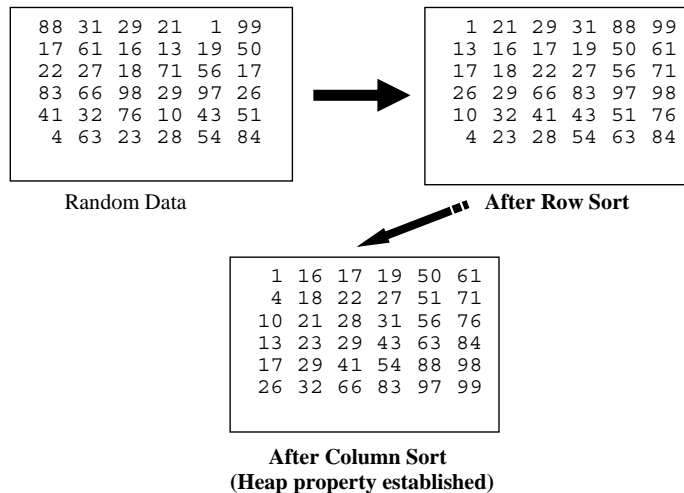 88 31 29 21 1 99
17 61 16 13 19 50
22 27 18 71 56 17
83 66 98 29 97 26
41 32 76 10 43 51
4 63 23 28 54 84
Random Data
1 21 29 31 88 99
13 16 17 19 50 61
17 18 22 27 56 71
26 29 66 83 97 98
10 32 41 43 51 76
4 23 28 54 63 84
After Row Sort
1 16 17 19 50 61
4 18 22 27 51 71
10 21 28 31 56 76
13 23 29 43 63 84
17 29 41 54 88 98
26 32 66 83 97 99
After Column Sort
(Heap property established)